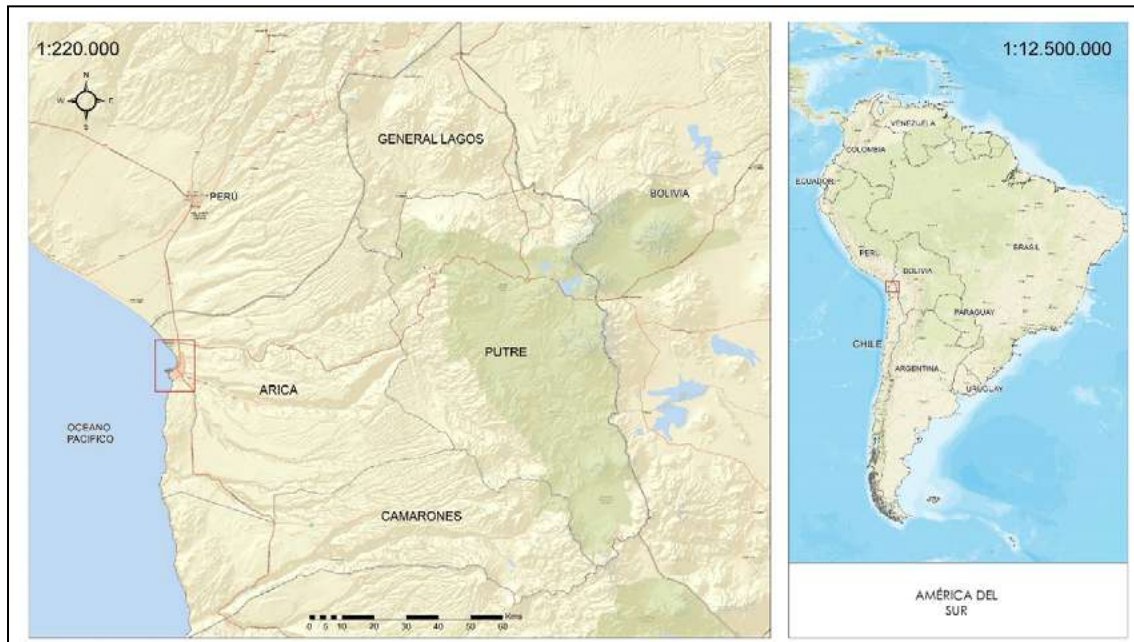 1:220.000
N
W
E
S
GENERAL LAGOS
PERÚ
BOLIVIA
PUTRE
ARICA
OCEANO
PACIFICO
CAMARONES
0 5 10 20 30 40 50 60
Kms
1:12.500.000
VENEZUELA
COLOMBIA
ECUADOR
PERU
BRASIL
BOLIVIA
PARAGUAY
CHILE
ARGENTINA
URUGUAY
AMÉRICA DEL
SUR